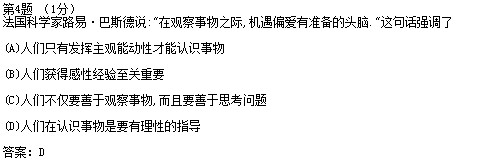 第4题 (1分)
法国科学家路易·巴斯德说:“在观察事物之际,机遇偏爱有准备的头脑.“这句话强调了
(A)人们只有发挥主观能动性才能认识事物
(B)人们获得感性经验至关重要
(C)人们不仅要善于观察事物,而且要善于思考问题
(D)人们在认识事物是要有理性的指导
答案: D